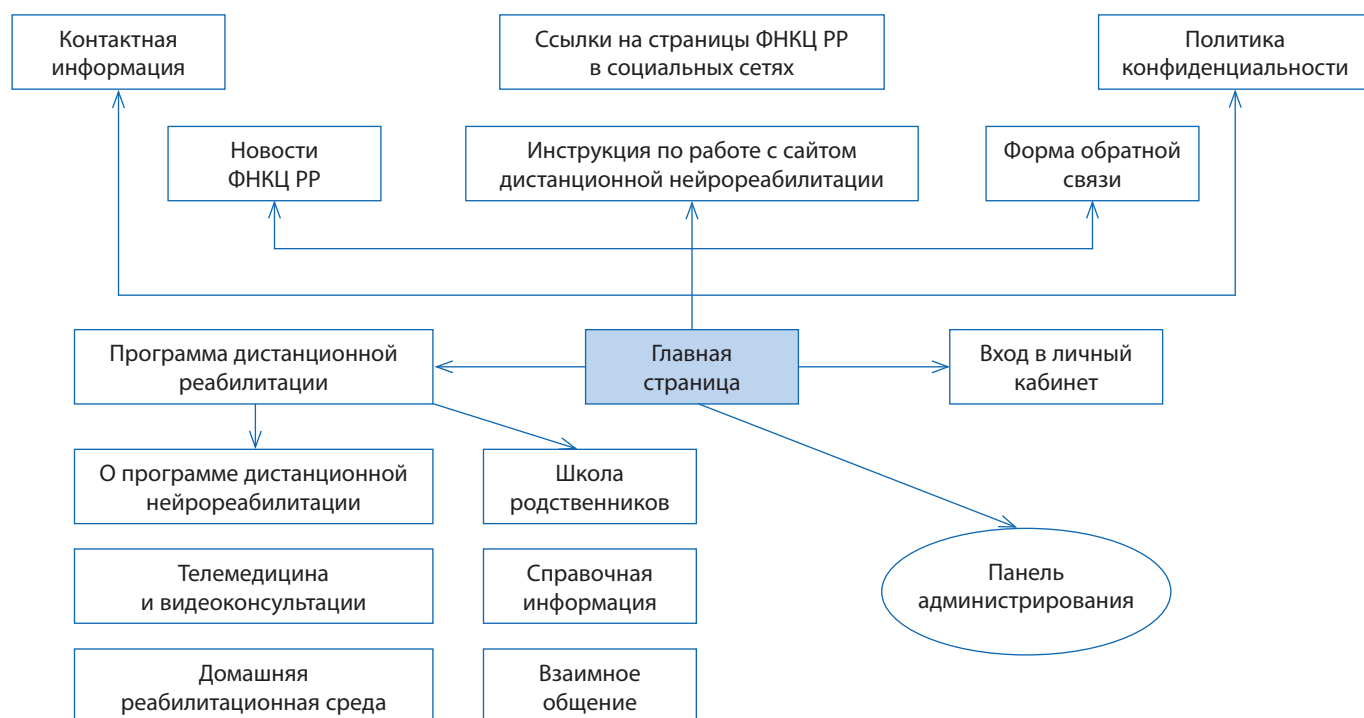 Контактная
информация
Ссылки на страницы ФНКЦ РР
в социальных сетях
Политика
конфиденциальности
Новости
ФНКЦ РР
Инструкция по работе с сайтом
дистанционной нейрореабилитации
Форма обратной
связи
Программа дистанционной
реабилитации
Главная
страница
Вход в личный
кабинет
О программе дистанционной
нейрореабилитации
Школа
родственников
Телемедицина
и видеоконсультации
Справочная
информация
Панель
администрирования
Домашняя
реабилитационная среда
Взаимное
общение